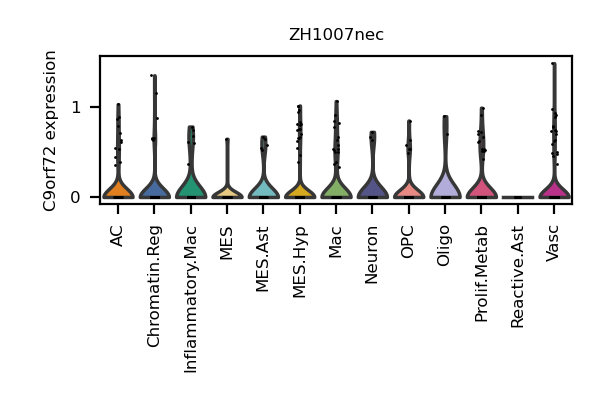 ZH1007nec
C9orf72 expression
1
0
AC
Chromatin.Reg
Inflammatory.Mac
MES
MES.Ast
MES.Hyp
Mac
Neuron
OPC
Oligo
Prolif.Metab
Reactive.Ast
Vasc